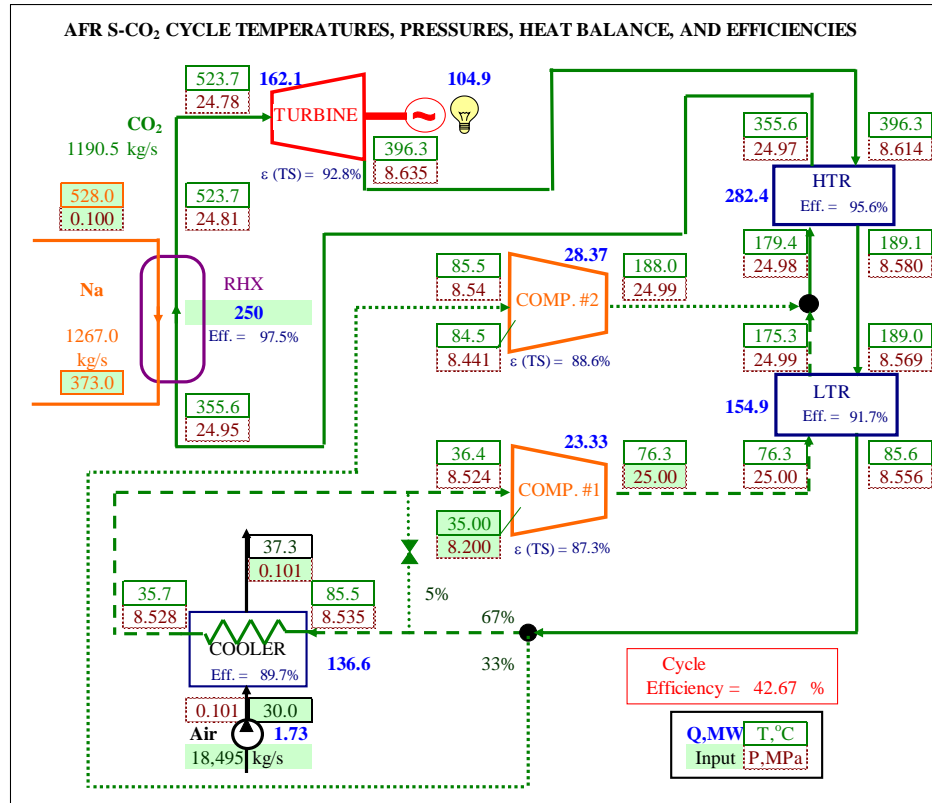 AFR S-CO₂ CYCLE TEMPERATURES, PRESSURES, HEAT BALANCE, AND EFFICIENCIES
523.7
24.78
162.1
TURBINE
~
104.9
CO₂
1190.5 kg/s
ε (TS) = 92.8%
396.3
8.635
355.6
24.97
396.3
8.614
HTR
Eff. = 95.6%
282.4
528.0
0.100
523.7
24.81
179.4
24.98
189.1
8.580
Na
1267.0
kg/s
373.0
RHX
250
Eff. = 97.5%
85.5
8.54
28.37
COMP. #2
188.0
24.99
84.5
8.441
ε (TS) = 88.6%
175.3
24.99
189.0
8.569
LTR
Eff. = 91.7%
154.9
355.6
24.95
36.4
8.524
23.33
COMP. #1
76.3
25.00
76.3
25.00
85.6
8.556
35.00
8.200
ε (TS) = 87.3%
37.3
0.101
35.7
8.528
85.5
8.535
5%
67%
33%
COOLER
Eff. = 89.7%
136.6
0.101
30.0
Air
1.73
18,495 kg/s
Cycle
Efficiency = 42.67 %
Q,MW T,°C
Input P,MPa